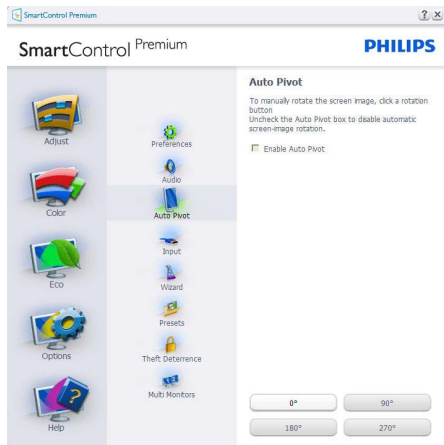 SmartControl Premium
? X
SmartControl Premium
PHILIPS
Adjust
Color
Eco
Options
Help
Preferences
Audio
Auto Pivot
Input
Wizard
Presets
Theft Deterrence
Multi Monitors
Auto Pivot
To manually rotate the screen image, click a rotation
button
Uncheck the Auto Pivot box to disable automatic
screen-image rotation.
Enable Auto Pivot
0° 90°
180° 270°